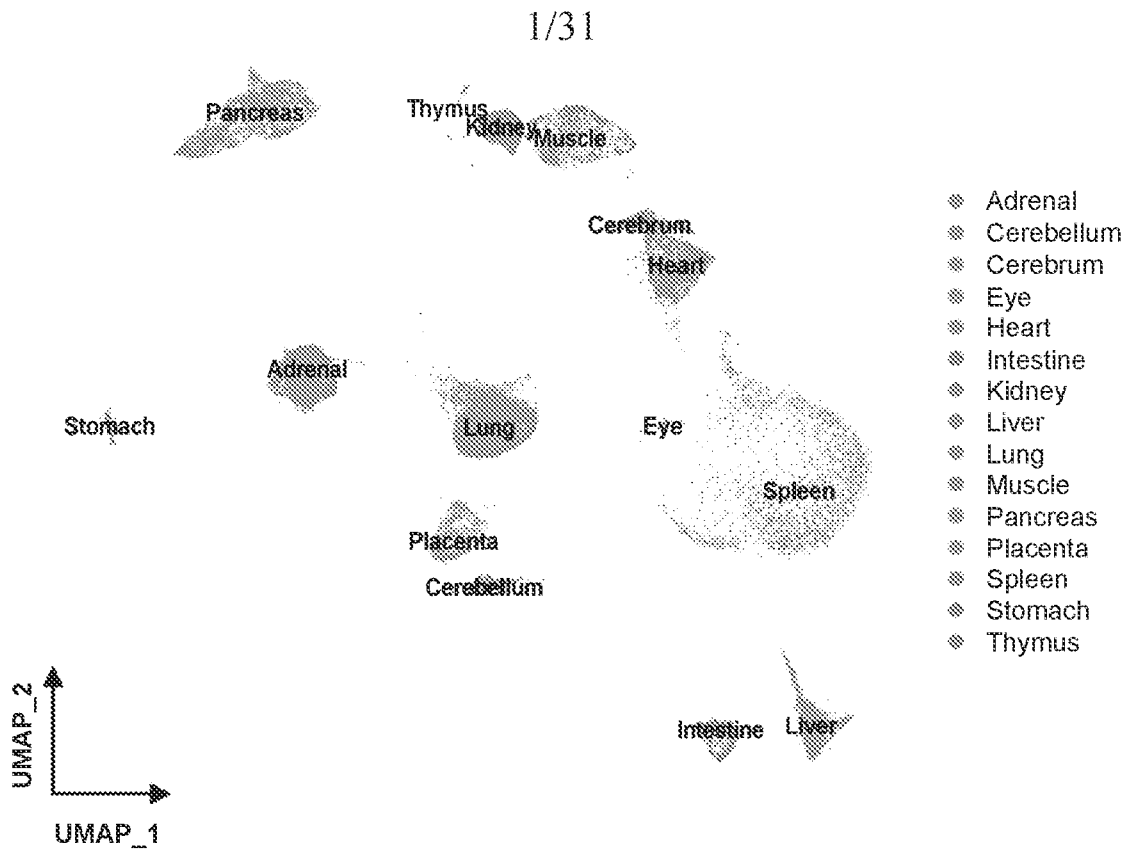 1/31
Pancreas
Thymus
Kidney
Muscle
Cerebrum
Heart
Adrenal
Stomach
Lung
Eye
Spleen
Placenta
Cerebellum
Intestine
Liver
Adrenal
Cerebellum
Cerebrum
Eye
Heart
Intestine
Kidney
Liver
Lung
Muscle
Pancreas
Placenta
Spleen
Stomach
Thymus
UMAP_2
UMAP_1